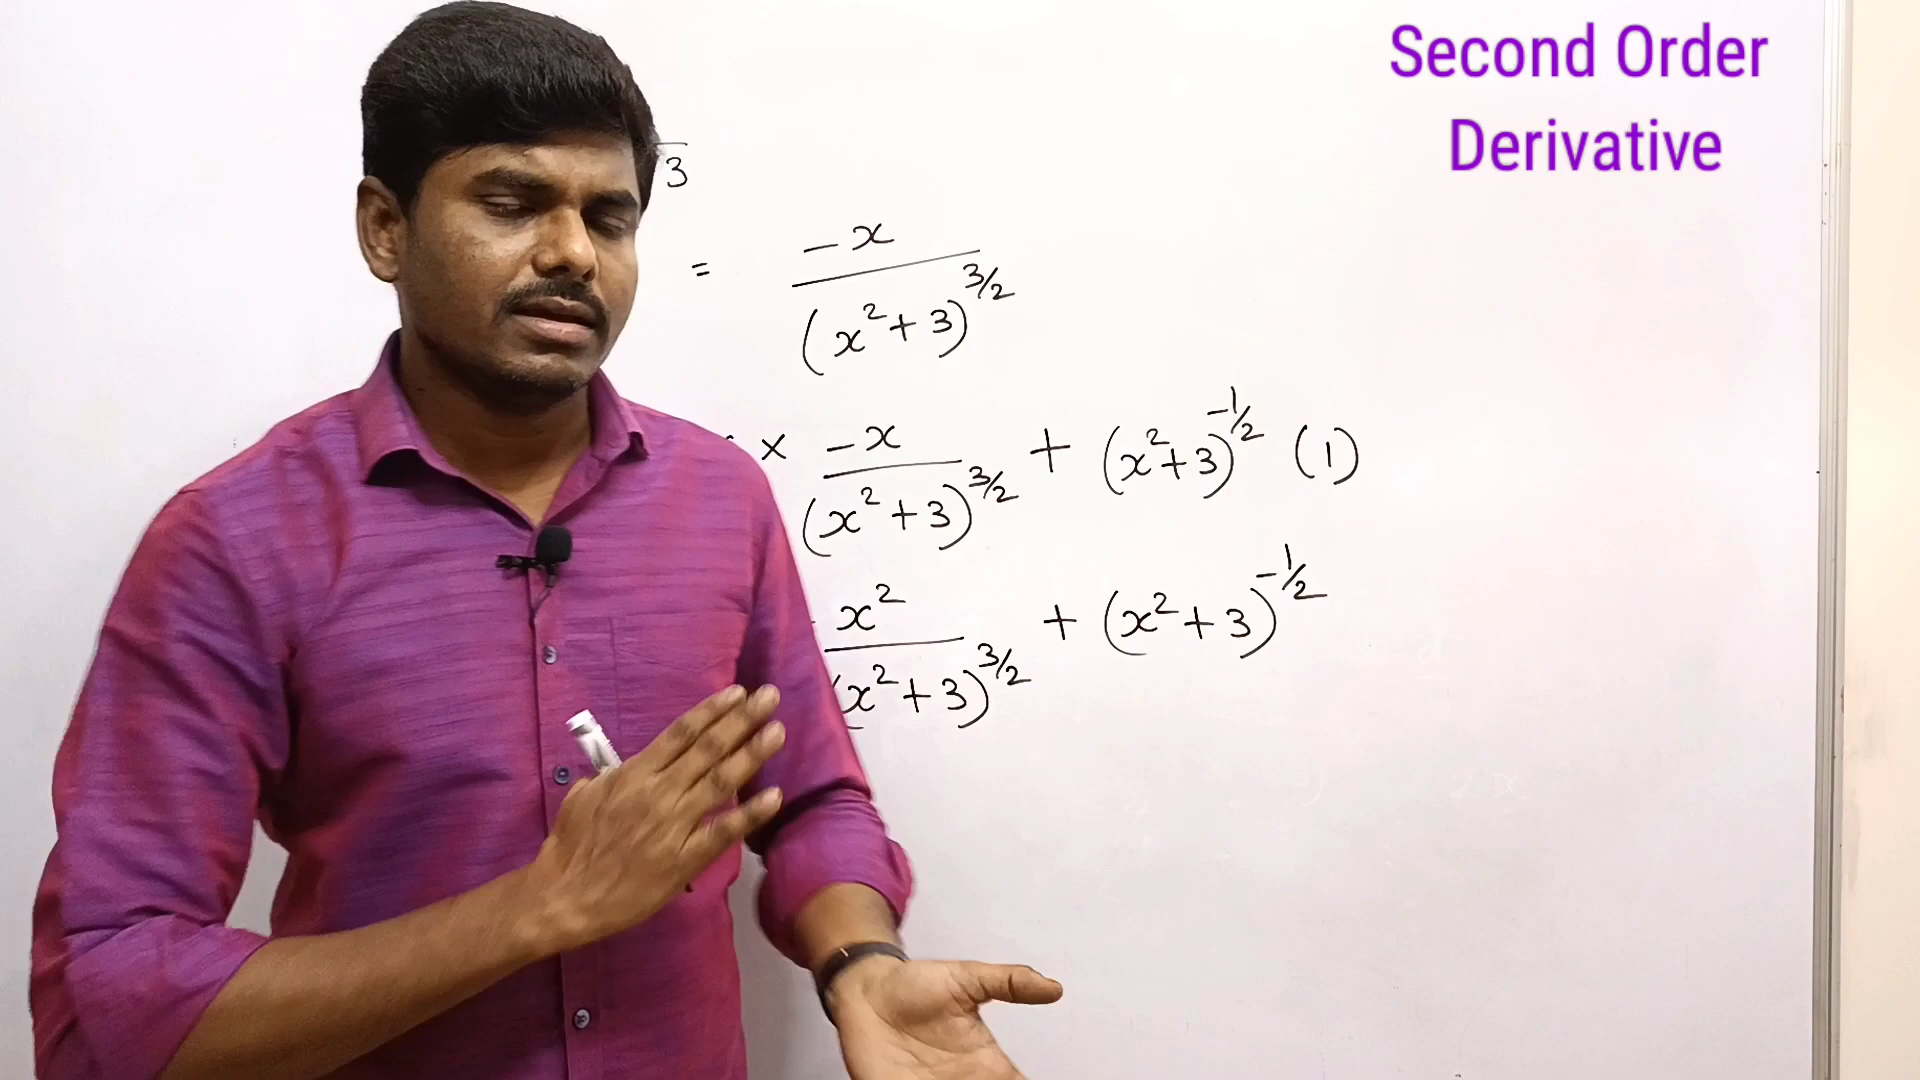 Second Order
Derivative
3
= -x / (x² + 3)^3/2
× -x / (x² + 3)^3/2 + (x² + 3)^-1/2 (1)
x² / (x² + 3)^3/2 + (x² + 3)^-1/2